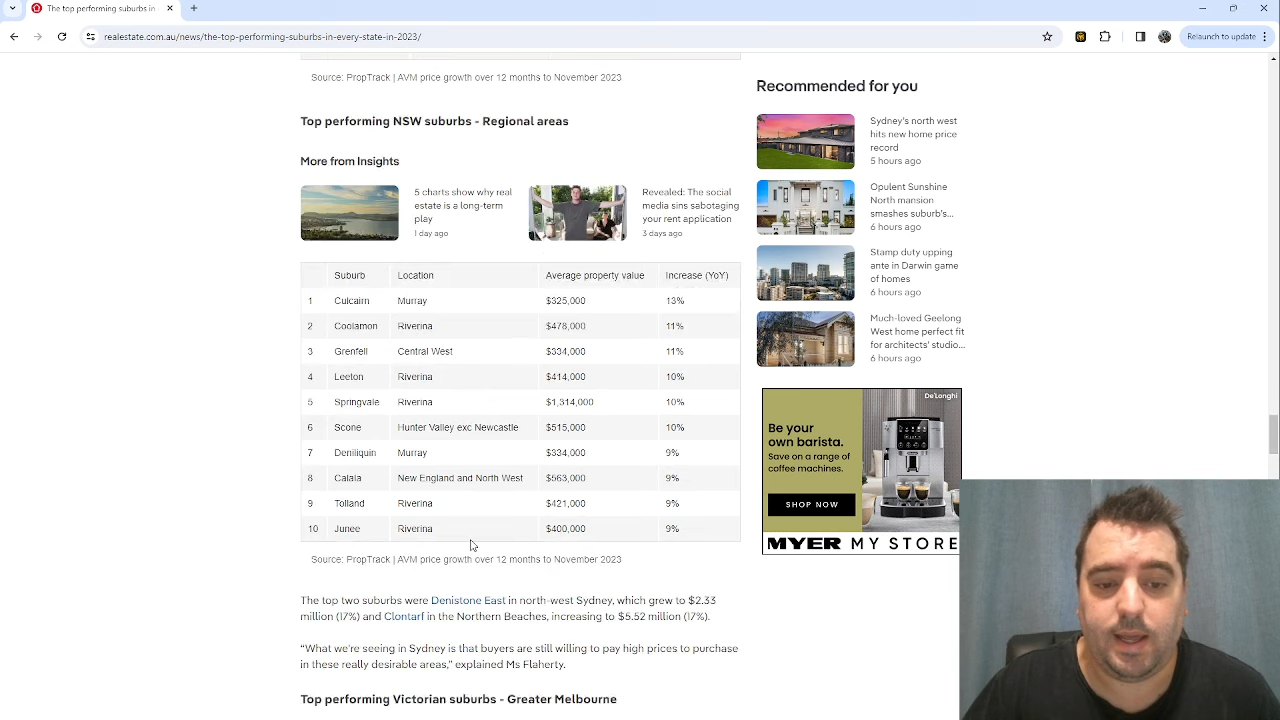 The top performing suburbs in
realestate.com.au/news/the-top-performing-suburbs-in-every-state-in-2023/
Relaunch to update
Source: PropTrack | AVM price growth over 12 months to November 2023
Top performing NSW suburbs - Regional areas
More from Insights
5 charts show why real
estate is a long-term
play
1 day ago
Revealed: The social
media sins sabotaging
your rent application
3 days ago
Suburb Location Average property value Increase (YoY)
1 Culcairn Murray $325,000 13%
2 Coolamon Riverina $478,000 11%
3 Grenfell Central West $334,000 11%
4 Leeton Riverina $414,000 10%
5 Springvale Riverina $1,314,000 10%
6 Scone Hunter Valley exc Newcastle $515,000 10%
7 Deniliquin Murray $384,000 9%
8 Calala New England and North West $563,000 9%
9 Tolland Riverina $421,000 9%
10 Junee Riverina $400,000 9%
Source: PropTrack | AVM price growth over 12 months to November 2023
The top two suburbs were Denistone East in north-west Sydney, which grew to $2.33
million (17%) and Clontarf in the Northern Beaches, increasing to $5.52 million (17%).
“What we’re seeing in Sydney is that buyers are still willing to pay high prices to purchase
in these really desirable areas,” explained Ms Flaherty.
Top performing Victorian suburbs - Greater Melbourne
Recommended for you
Sydney’s north west
hits new home price
record
5 hours ago
Opulent Sunshine
North mansion
smashes suburb’s...
6 hours ago
Stamp duty upping
ante in Darwin game
of homes
6 hours ago
Much-loved Geelong
West home perfect fit
for architects’ studio...
6 hours ago
De'Longhi
Be your
own barista.
Save on a range of
coffee machines.
SHOP NOW
MYER MY STORE